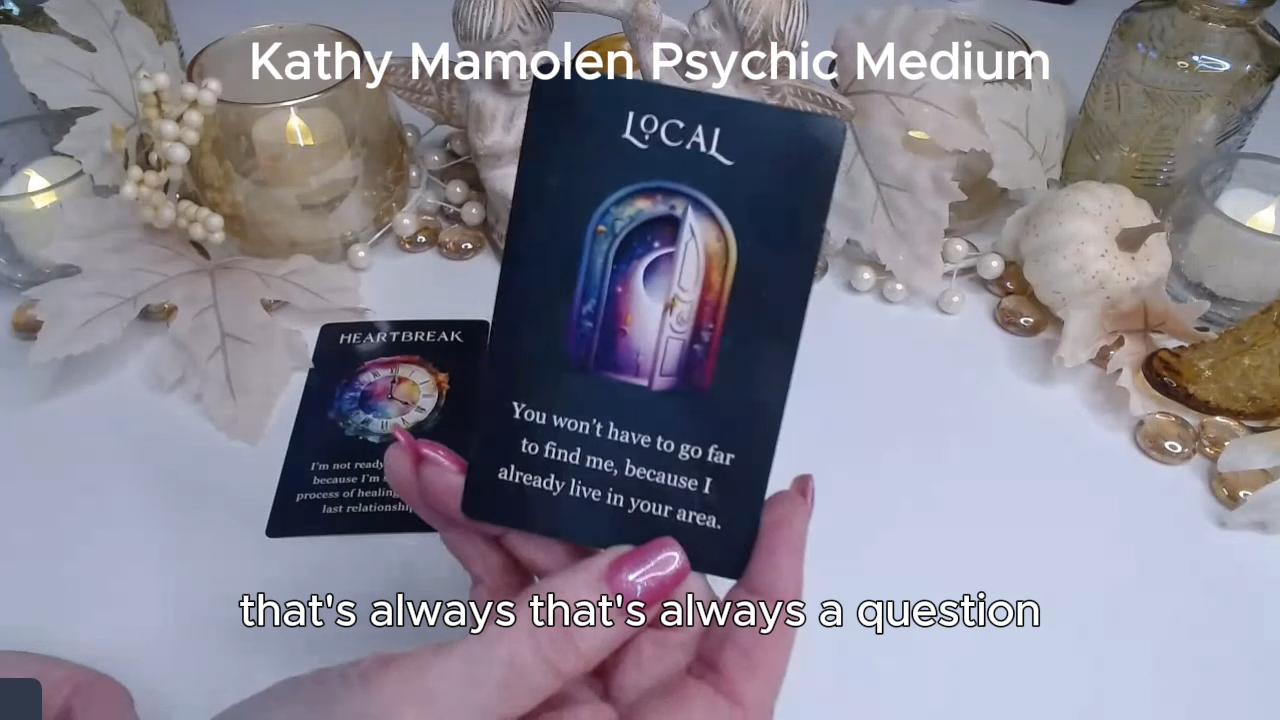 Kathy Mamolen Psychic Medium
LOCAL
You won't have to go far
to find me, because I
already live in your area.
HEARTBREAK
I'm not ready
because I'm
process of healing
last relationship
that's always that's always a question